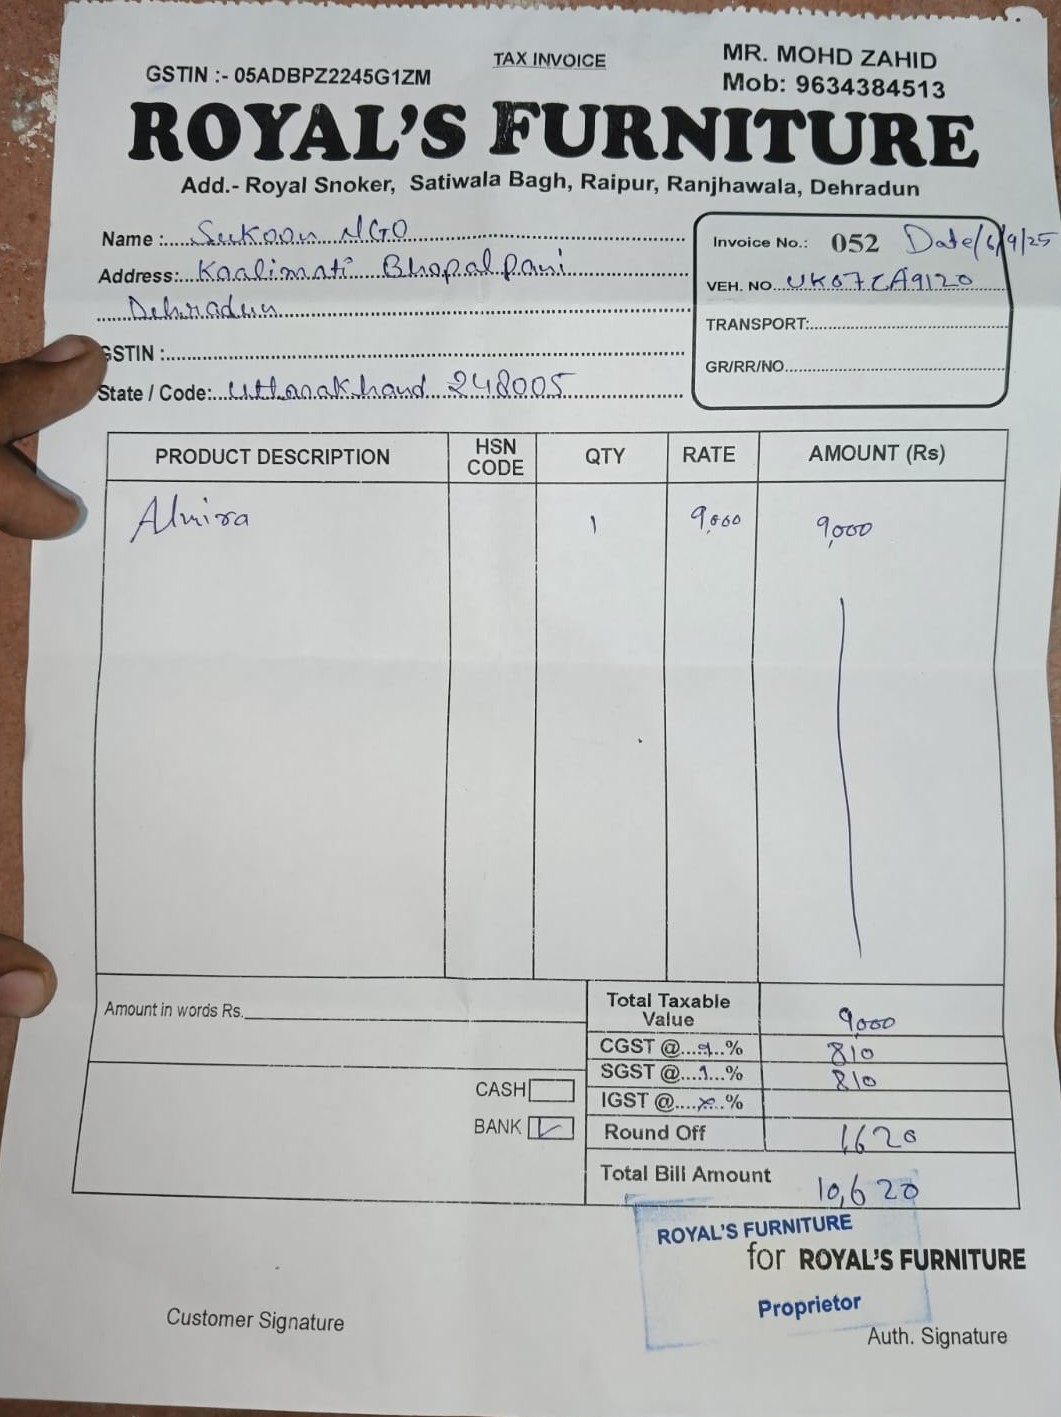 TAX INVOICE
GSTIN :- 05ADBPZ2245G1ZM
MR. MOHD ZAHID
Mob: 9634384513
ROYAL'S FURNITURE
Add.- Royal Snoker, Satiwala Bagh, Raipur, Ranjhawala, Dehradun
Name : Sukoon NGO
Address: Kaalimati Bhopalpani
Dehradun
GSTIN :
State / Code: Uttarakhand 248005
Invoice No.: 052 Date/6/9/25
VEH. NO. UK07CA9120
TRANSPORT:
GR/RR/NO.
PRODUCT DESCRIPTION HSN CODE QTY RATE AMOUNT (Rs)
Almira 1 9,000 9,000
Amount in words Rs.
Total Taxable Value 9,000
CGST @ 9 % 810
SGST @ 9 % 810
IGST @ × %
CASH
BANK ✓
Round Off 1620
Total Bill Amount 10,620
ROYAL'S FURNITURE
for ROYAL'S FURNITURE
Proprietor
Customer Signature
Auth. Signature